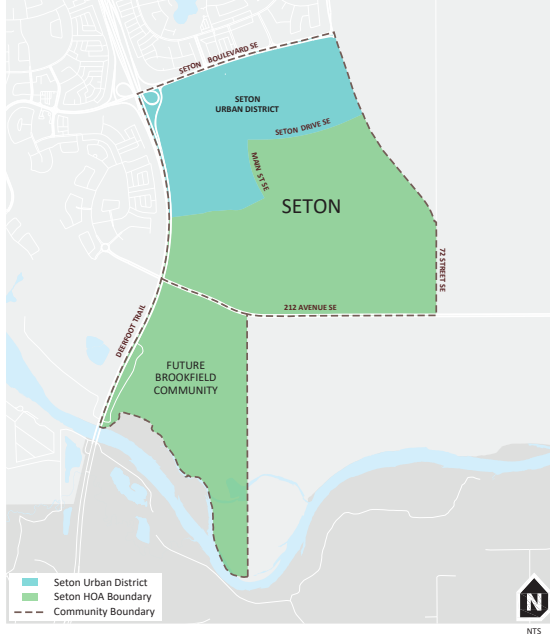 SETON BOULEVARD SE
SETON
URBAN DISTRICT
SETON DRIVE SE
MAIN ST SE
SETON
72 STREET SE
212 AVENUE SE
DEERFOOT TRAIL
FUTURE
BROOKFIELD
COMMUNITY
Seton Urban District
Seton HOA Boundary
Community Boundary
N
NTS